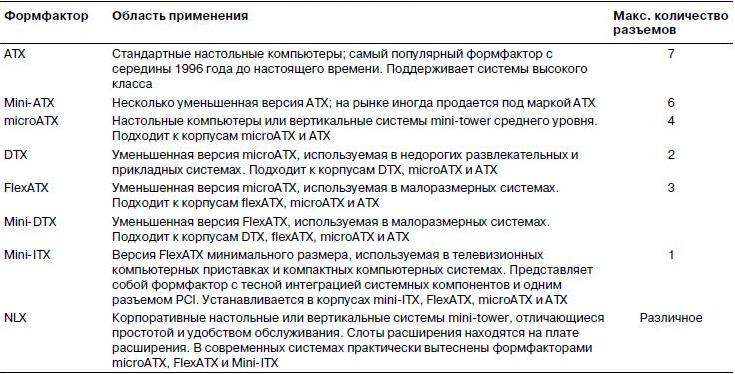 Формфактор Область применения Макс. количество
разъемов
ATX Стандартные настольные компьютеры; самый популярный формфактор с 7
середины 1996 года до настоящего времени. Поддерживает системы высокого
класса
Mini-ATX Несколько уменьшенная версия ATX; на рынке иногда продается под маркой ATX 6
microATX Настольные компьютеры или вертикальные системы mini-tower среднего уровня. 4
Подходит к корпусам microATX и ATX
DTX Уменьшенная версия microATX, используемая в недорогих развлекательных и 2
прикладных системах. Подходит к корпусам DTX, microATX и ATX
FlexATX Уменьшенная версия microATX, используемая в малоразмерных системах. 3
Подходит к корпусам flexATX, microATX и ATX
Mini-DTX Уменьшенная версия FlexATX, используемая в малоразмерных системах.
Подходит к корпусам DTX, flexATX, microATX и ATX
Mini-ITX Версия FlexATX минимального размера, используемая в телевизионных 1
компьютерных приставках и компактных компьютерных системах. Представляет
собой формфактор с тесной интеграцией системных компонентов и одним
разъемом PCI. Устанавливается в корпусах mini-ITX, FlexATX, microATX и ATX
NLX Корпоративные настольные или вертикальные системы mini-tower, отличающиеся Различное
простотой и удобством обслуживания. Слоты расширения находятся на плате
расширения. В современных системах практически вытеснены формфакторами
microATX, FlexATX и Mini-ITX